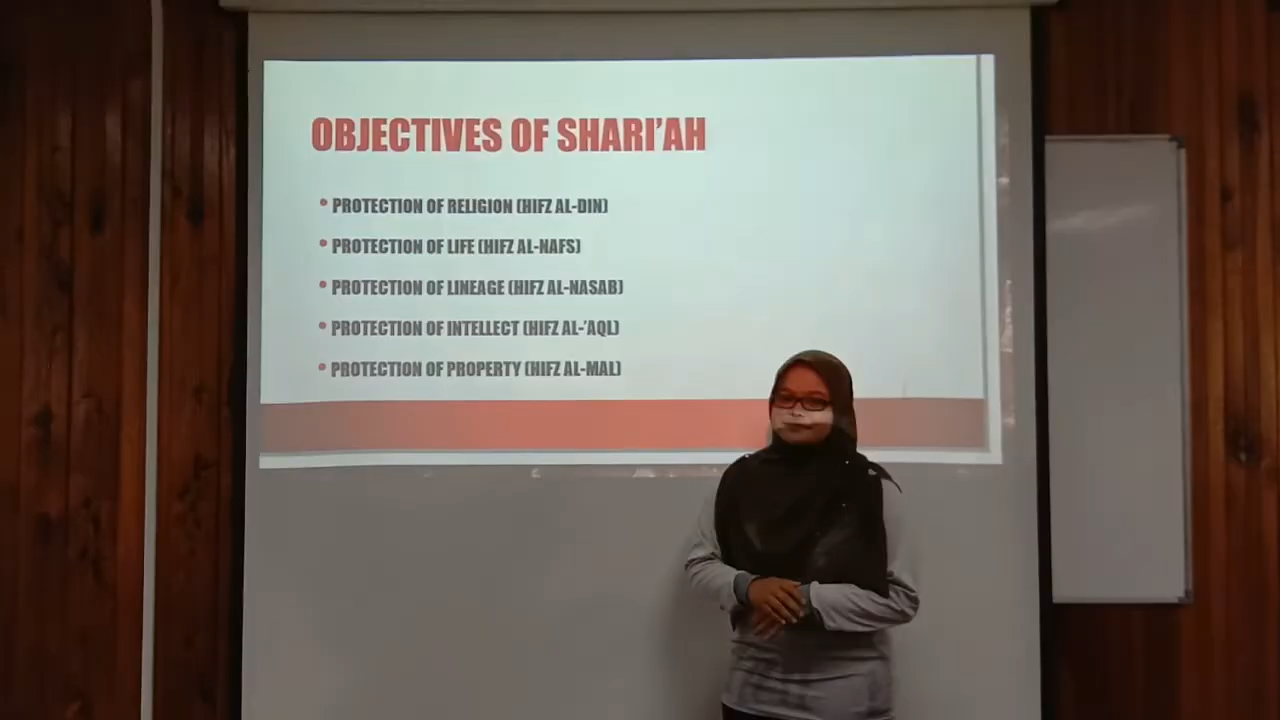 OBJECTIVES OF SHARI'AH
• PROTECTION OF RELIGION (HIFZ AL-DIN)
• PROTECTION OF LIFE (HIFZ AL-NAFS)
• PROTECTION OF LINEAGE (HIFZ AL-NASAB)
• PROTECTION OF INTELLECT (HIFZ AL-'AQL)
• PROTECTION OF PROPERTY (HIFZ AL-MAL)